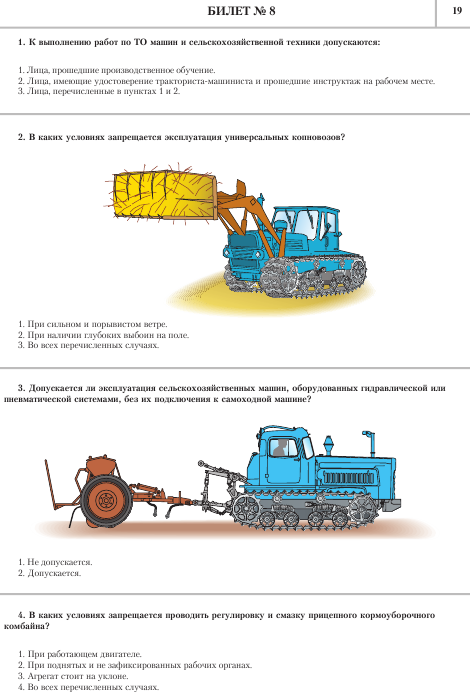 БИЛЕТ № 8
19
1. К выполнению работ по ТО машин и сельскохозяйственной техники допускаются:
1. Лица, прошедшие производственное обучение.
2. Лица, имеющие удостоверение тракториста-машиниста и прошедшие инструктаж на рабочем месте.
3. Лица, перечисленные в пунктах 1 и 2.
2. В каких условиях запрещается эксплуатация универсальных копновозов?
1. При сильном и порывистом ветре.
2. При наличии глубоких выбоин на поле.
3. Во всех перечисленных случаях.
3. Допускается ли эксплуатация сельскохозяйственных машин, оборудованных гидравлической или
пневматической системами, без их подключения к самоходной машине?
1. Не допускается.
2. Допускается.
4. В каких условиях запрещается проводить регулировку и смазку прицепного кормоуборочного
комбайна?
1. При работающем двигателе.
2. При поднятых и не зафиксированных рабочих органах.
3. Агрегат стоит на уклоне.
4. Во всех перечисленных случаях.